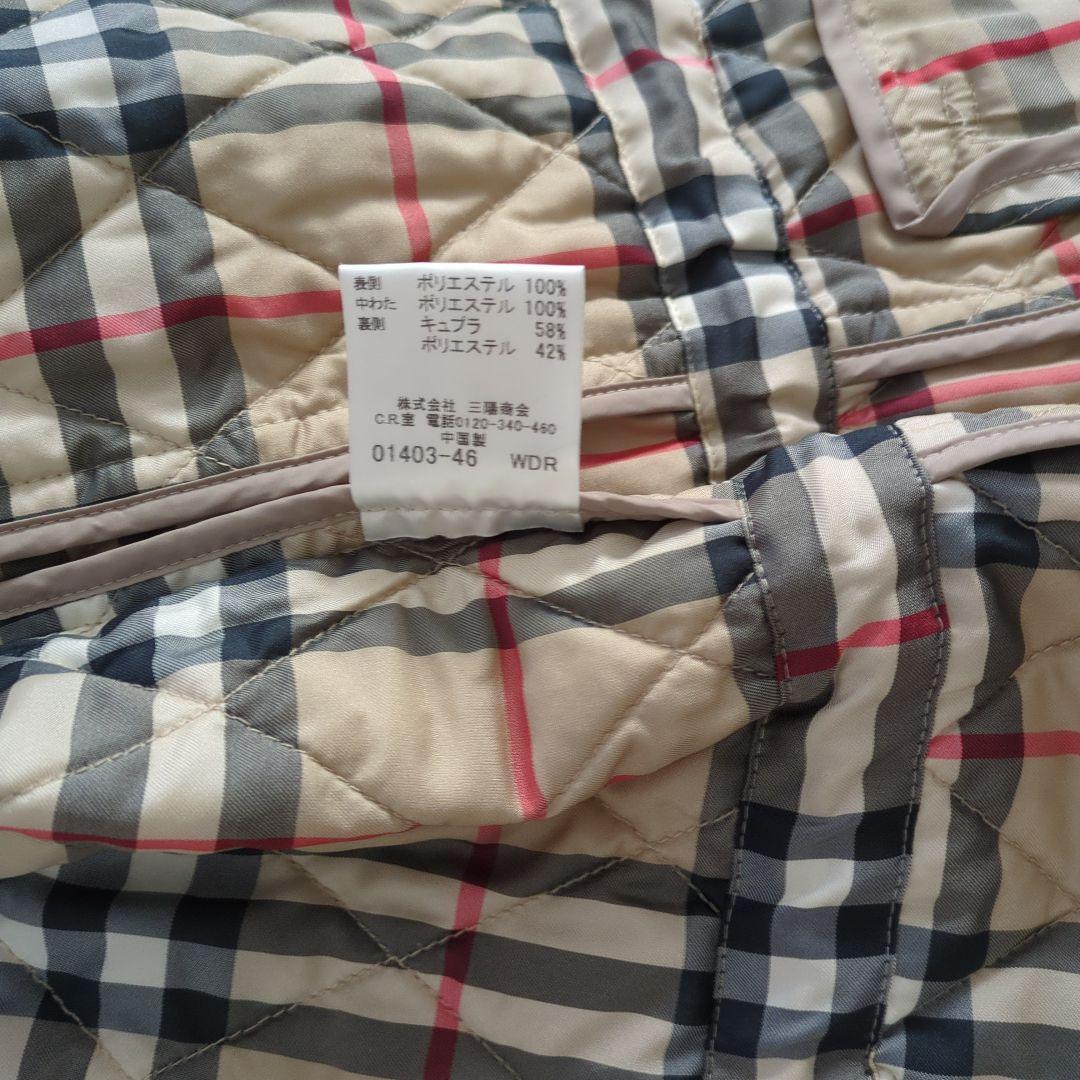 表側 ポリエステル 100%
中わた ポリエステル 100%
裏側 キュプラ 58%
ポリエステル 42%
株式会社 三陽商会
C.R.室 電話0120-340-460
中国製
01403-46 WDR